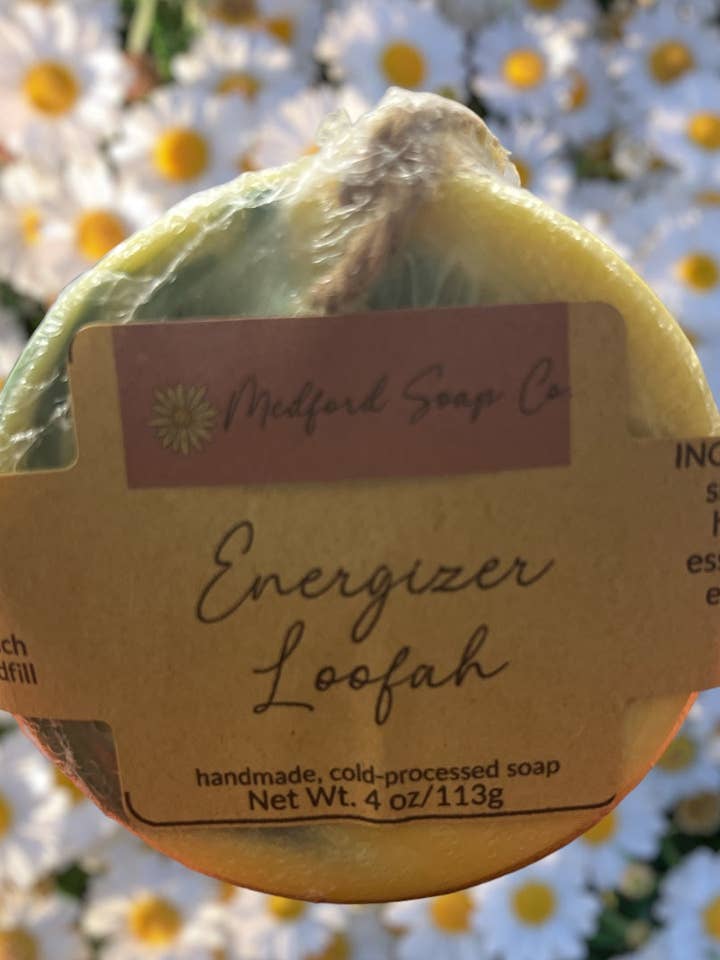 Medford Soap Co.
Energizer
Loofah
handmade, cold-processed soap
Net Wt. 4 oz/113g